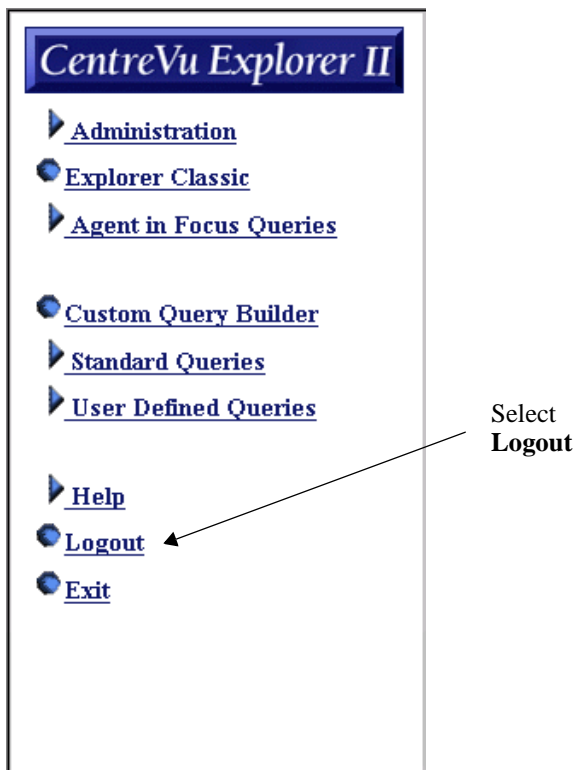 CentreVu Explorer II
Administration
Explorer Classic
Agent in Focus Queries
Custom Query Builder
Standard Queries
User Defined Queries
Select
Logout
Help
Logout
Exit